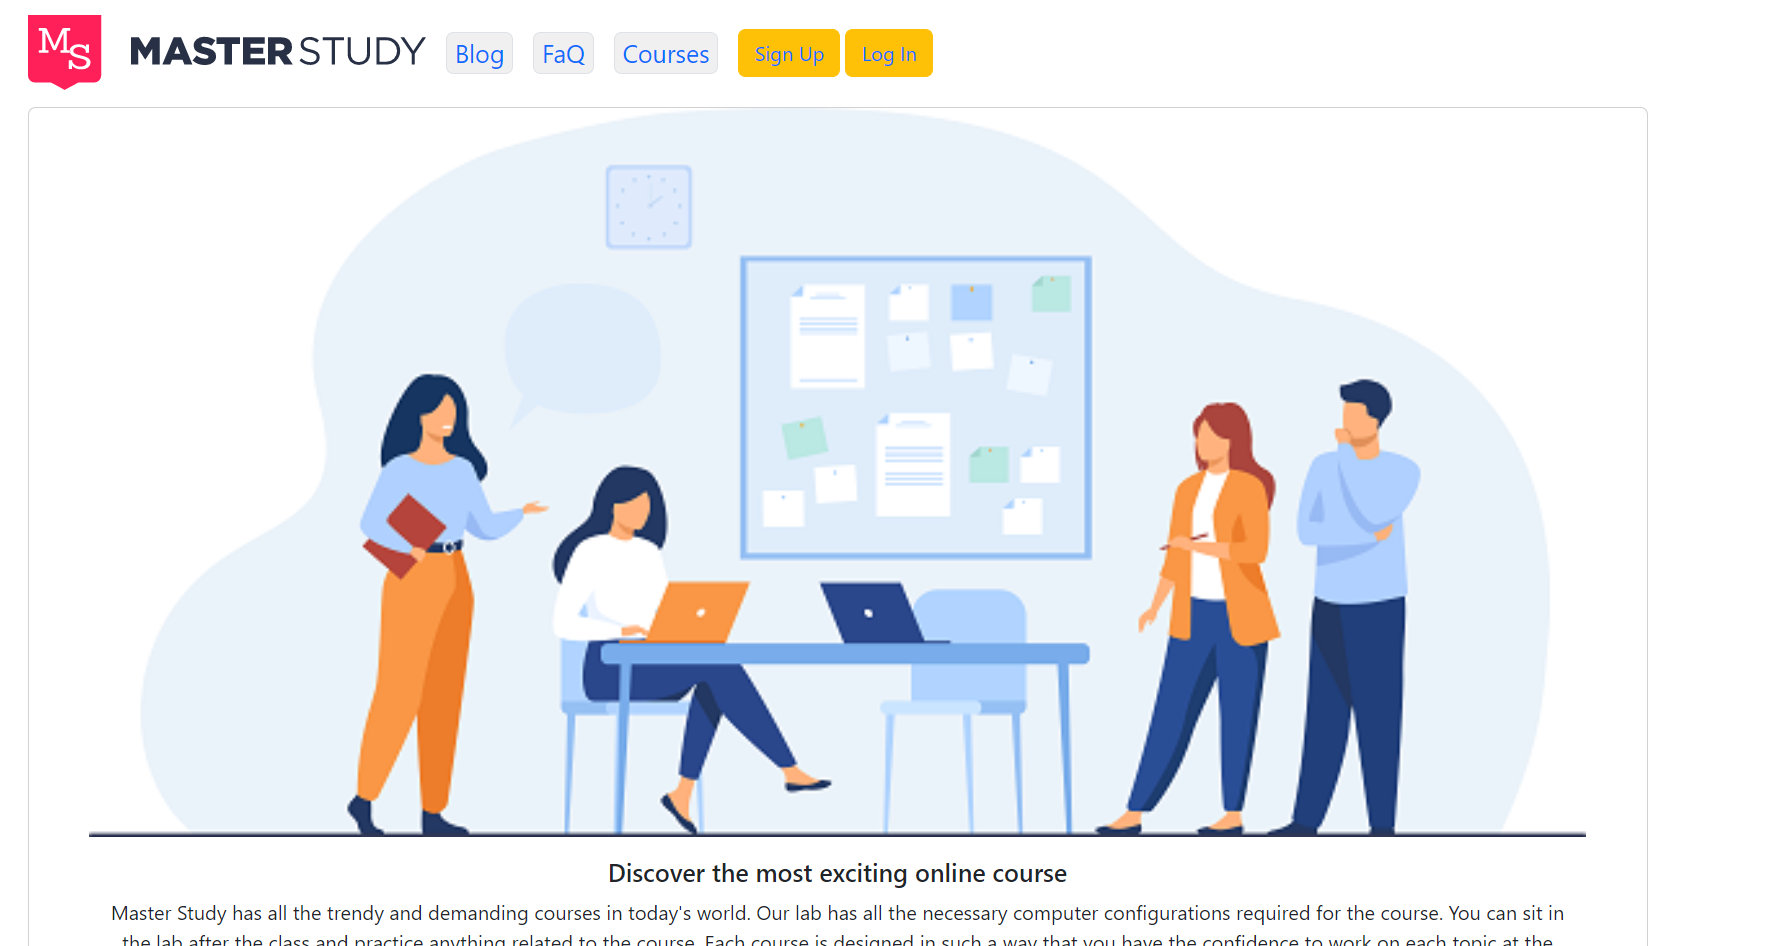 MS MASTERSTUDY Blog FaQ Courses Sign Up Log In
Discover the most exciting online course
Master Study has all the trendy and demanding courses in today's world. Our lab has all the necessary computer configurations required for the course. You can sit in
the lab after the class and practice anything related to the course. Each course is designed in such a way that you have the confidence to work on each topic at the